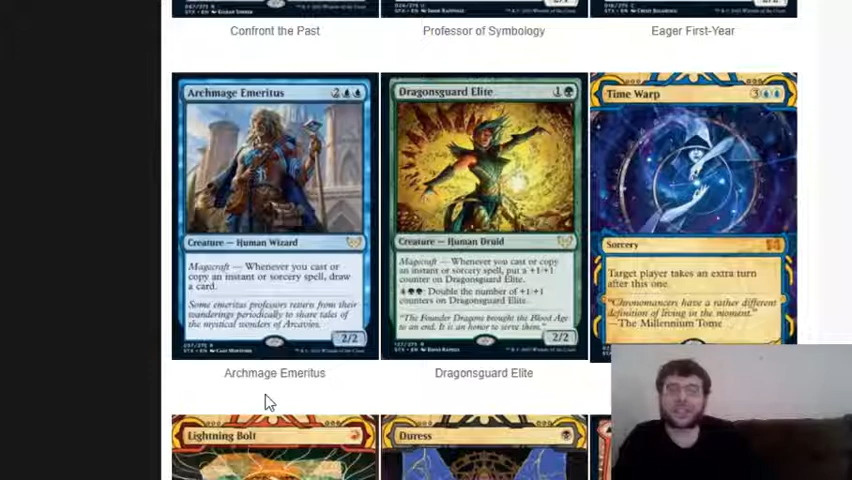 Confront the Past
Professor of Symbology
Eager First-Year
Archmage Emeritus
Creature — Human Wizard
Magecraft — Whenever you cast or
copy an instant or sorcery spell, draw
a card.
Some emeritus professors return from their
wanderings periodically to share tales of
the mystical wonders of Arcavios.
2/2
Archmage Emeritus
Dragonsguard Elite
1
Creature — Human Druid
Magecraft — Whenever you cast or copy
an instant or sorcery spell, put a +1/+1
counter on Dragonsguard Elite.
4: Double the number of +1/+1
counters on Dragonsguard Elite.
"The Founder Dragons brought the Blood Age
to an end. It is an honor to serve them."
2/2
Dragonsguard Elite
Time Warp
3
Sorcery
Target player takes an extra turn
after this one.
"Chronomancers have a rather different
definition of living in the moment."
—The Millennium Tome
Lightning Bolt
Duress